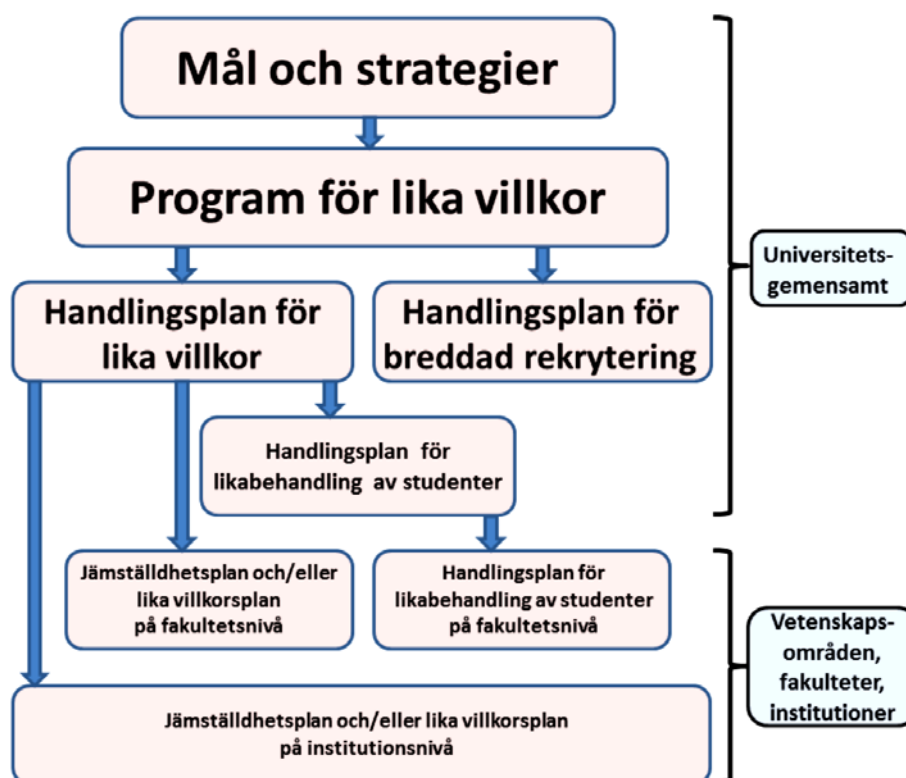 Mål och strategier
Program för lika villkor
Universitets-
gemensamt
Handlingsplan för
lika villkor
Handlingsplan för
breddad rekrytering
Handlingsplan för
likabehandling av studenter
Jämställdhetsplan och/eller
lika villkorsplan
på fakultetsnivå
Handlingsplan för
likabehandling av studenter
på fakultetsnivå
Vetenskaps-
områden,
fakulteter,
institutioner
Jämställdhetsplan och/eller lika villkorsplan
på institutionsnivå